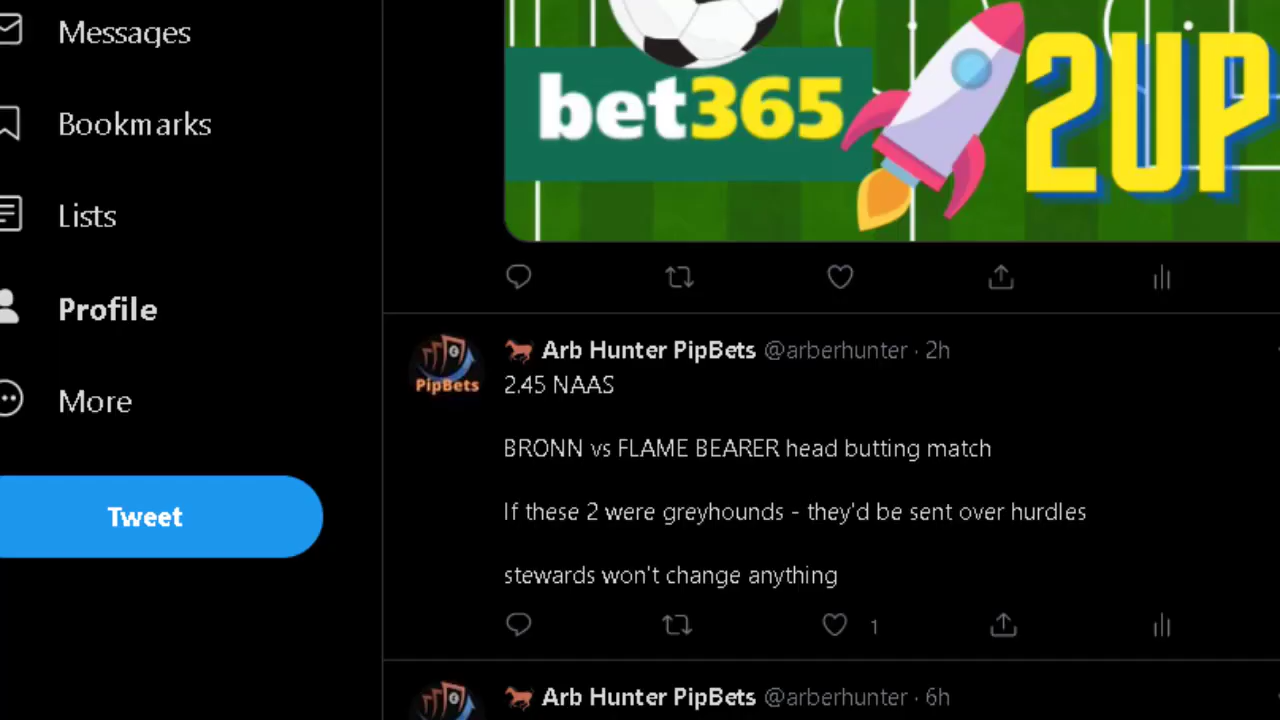 Messages
bet365
2UP
Bookmarks
Lists
Profile
More
Tweet
Arb Hunter PipBets @arberhunter · 2h
PipBets
2.45 NAAS
BRONN vs FLAME BEARER head butting match
If these 2 were greyhounds - they'd be sent over hurdles
stewards won't change anything
1
Arb Hunter PipBets @arberhunter · 6h